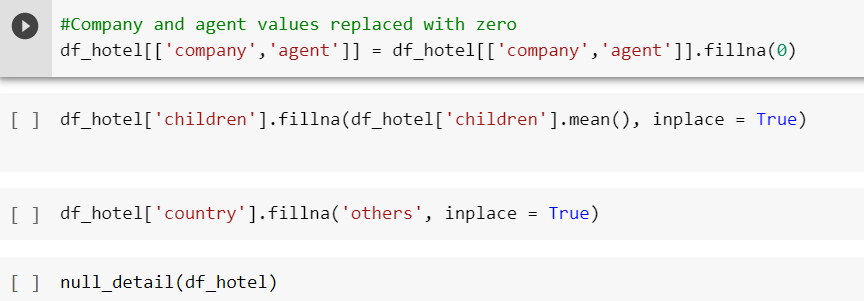 #Company and agent values replaced with zero
df_hotel[['company','agent']] = df_hotel[['company','agent']].fillna(0)
[ ] df_hotel['children'].fillna(df_hotel['children'].mean(), inplace = True)
[ ] df_hotel['country'].fillna('others', inplace = True)
[ ] null_detail(df_hotel)